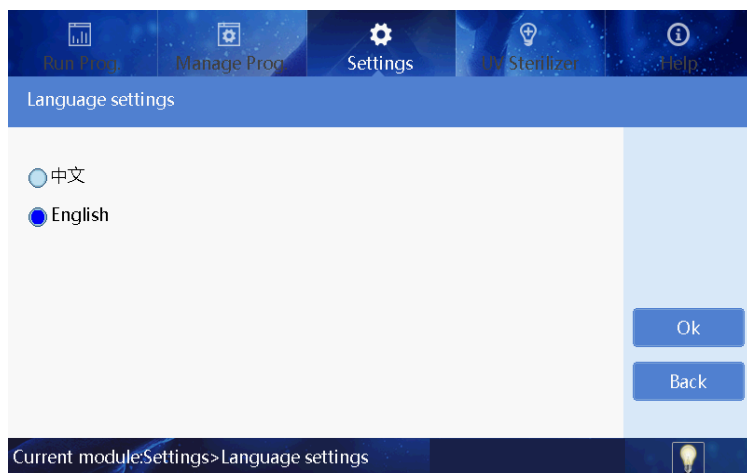 Run Prog Manage Prog Settings UV Sterilizer Help
Language settings
中文
English
Ok
Back
Current module:Settings>Language settings